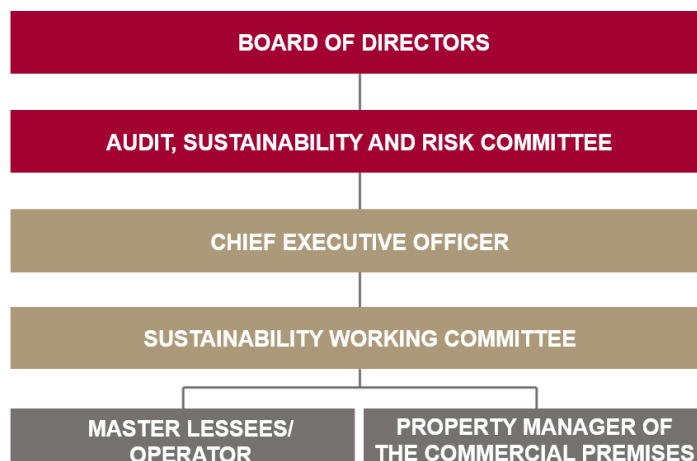 BOARD OF DIRECTORS
AUDIT, SUSTAINABILITY AND RISK COMMITTEE
CHIEF EXECUTIVE OFFICER
SUSTAINABILITY WORKING COMMITTEE
MASTER LESSEES/
OPERATOR
PROPERTY MANAGER OF
THE COMMERCIAL PREMISES